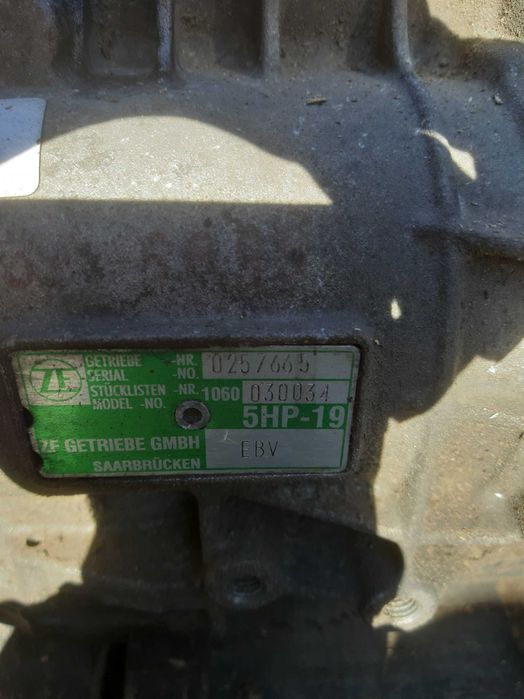 GETRIEBE -NR.
SERIAL -NO. 0257665
STÜCKLISTEN -NR.
MODEL -NO. 1060 030034
ZF
5HP-19
ZF GETRIEBE GMBH
SAARBRÜCKEN
EBV